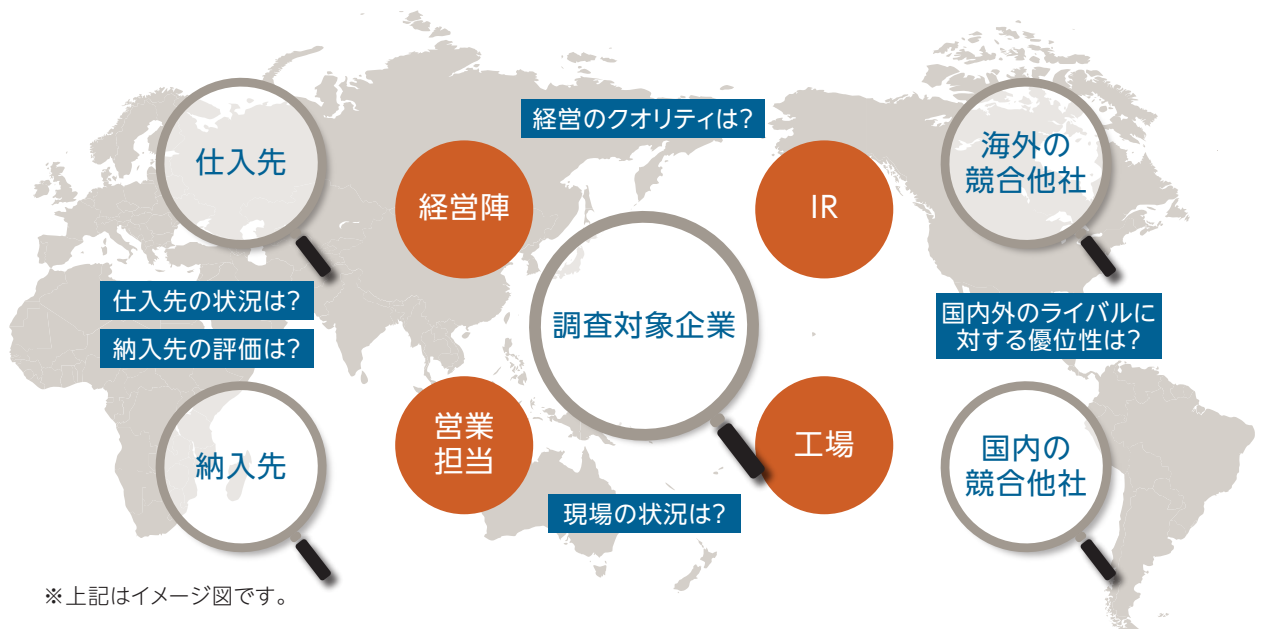 経営のクオリティは?
仕入先
海外の
競合他社
経営陣
IR
仕入先の状況は?
納入先の評価は?
調査対象企業
国内外のライバルに
対する優位性は?
営業
担当
工場
納入先
国内の
競合他社
現場の状況は?
※上記はイメージ図です。